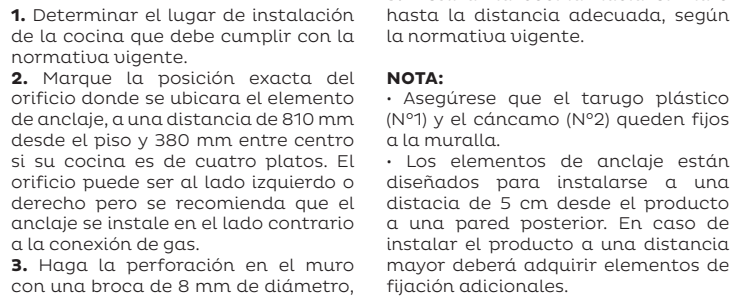 1. Determinar el lugar de instalación
de la cocina que debe cumplir con la
normativa vigente.
2. Marque la posición exacta del
orificio donde se ubicara el elemento
de anclaje, a una distancia de 810 mm
desde el piso y 380 mm entre centro
si su cocina es de cuatro platos. El
orificio puede ser al lado izquierdo o
derecho pero se recomienda que el
anclaje se instale en el lado contrario
a la conexión de gas.
3. Haga la perforación en el muro
con una broca de 8 mm de diámetro,
hasta la distancia adecuada, según
la normativa vigente.
NOTA:
• Asegúrese que el tarugo plástico
(N°1) y el cáncamo (N°2) queden fijos
a la muralla.
• Los elementos de anclaje están
diseñados para instalarse a una
distacia de 5 cm desde el producto
a una pared posterior. En caso de
instalar el producto a una distancia
mayor deberá adquirir elementos de
fijación adicionales.